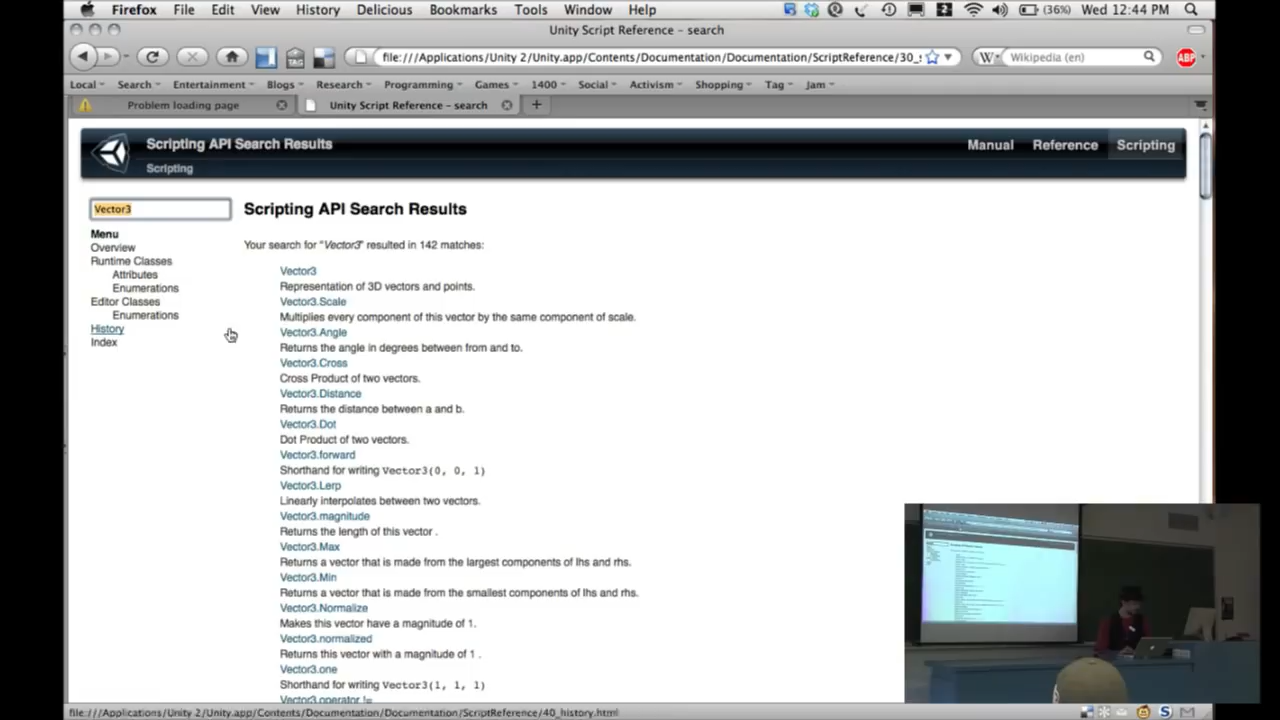 Firefox File Edit View History Delicious Bookmarks Tools Window Help 2 (36%) Wed 12:44 PM
Unity Script Reference – search
file:///Applications/Unity 2/Unity.app/Contents/Documentation/Documentation/ScriptReference/30_s W Wikipedia (en) ABP
Local Search Entertainment Blogs Research Programming Games 1400 Social Activism Shopping Tag Jam
Problem loading page Unity Script Reference – search +
Scripting API Search Results Manual Reference Scripting
Scripting
Vector3 Scripting API Search Results
Menu
Overview
Runtime Classes
Attributes
Enumerations
Editor Classes
Enumerations
History
Index
Your search for "Vector3" resulted in 142 matches:
Vector3
Representation of 3D vectors and points.
Vector3.Scale
Multiplies every component of this vector by the same component of scale.
Vector3.Angle
Returns the angle in degrees between from and to.
Vector3.Cross
Cross Product of two vectors.
Vector3.Distance
Returns the distance between a and b.
Vector3.Dot
Dot Product of two vectors.
Vector3.forward
Shorthand for writing Vector3(0, 0, 1)
Vector3.Lerp
Linearly interpolates between two vectors.
Vector3.magnitude
Returns the length of this vector .
Vector3.Max
Returns a vector that is made from the largest components of lhs and rhs.
Vector3.Min
Returns a vector that is made from the smallest components of lhs and rhs.
Vector3.Normalize
Makes this vector have a magnitude of 1.
Vector3.normalized
Returns this vector with a magnitude of 1 .
Vector3.one
Shorthand for writing Vector3(1, 1, 1)
Vector3.operator !=
file:///Applications/Unity 2/Unity.app/Contents/Documentation/Documentation/ScriptReference/40_history.html